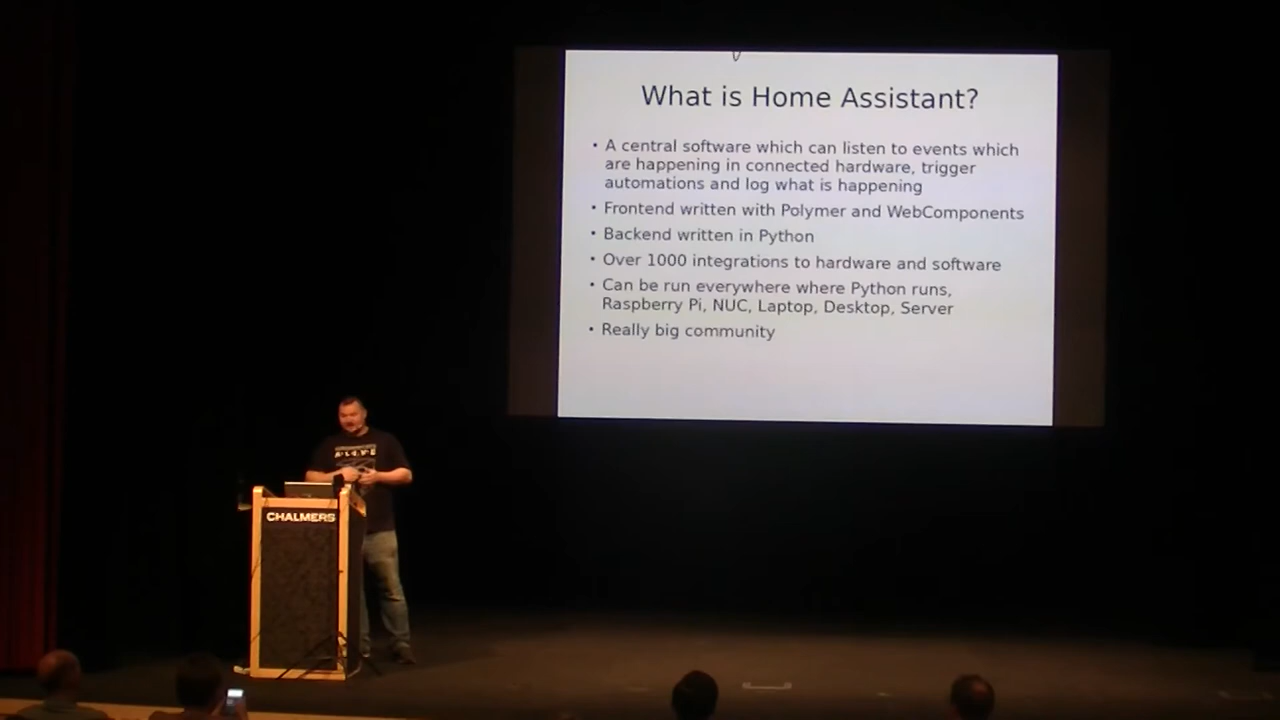 What is Home Assistant?
• A central software which can listen to events which
are happening in connected hardware, trigger
automations and log what is happening
• Frontend written with Polymer and WebComponents
• Backend written in Python
• Over 1000 integrations to hardware and software
• Can be run everywhere where Python runs,
Raspberry Pi, NUC, Laptop, Desktop, Server
• Really big community
CHALMERS